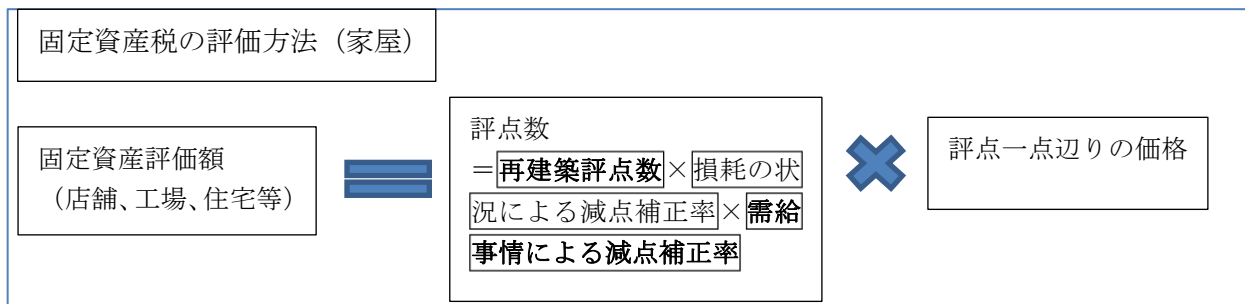 固定資産税の評価方法（家屋）
固定資産評価額
（店舗、工場、住宅等）
評点数
＝再建築評点数×損耗の状
況による減点補正率×需給
事情による減点補正率
評点一点辺りの価格